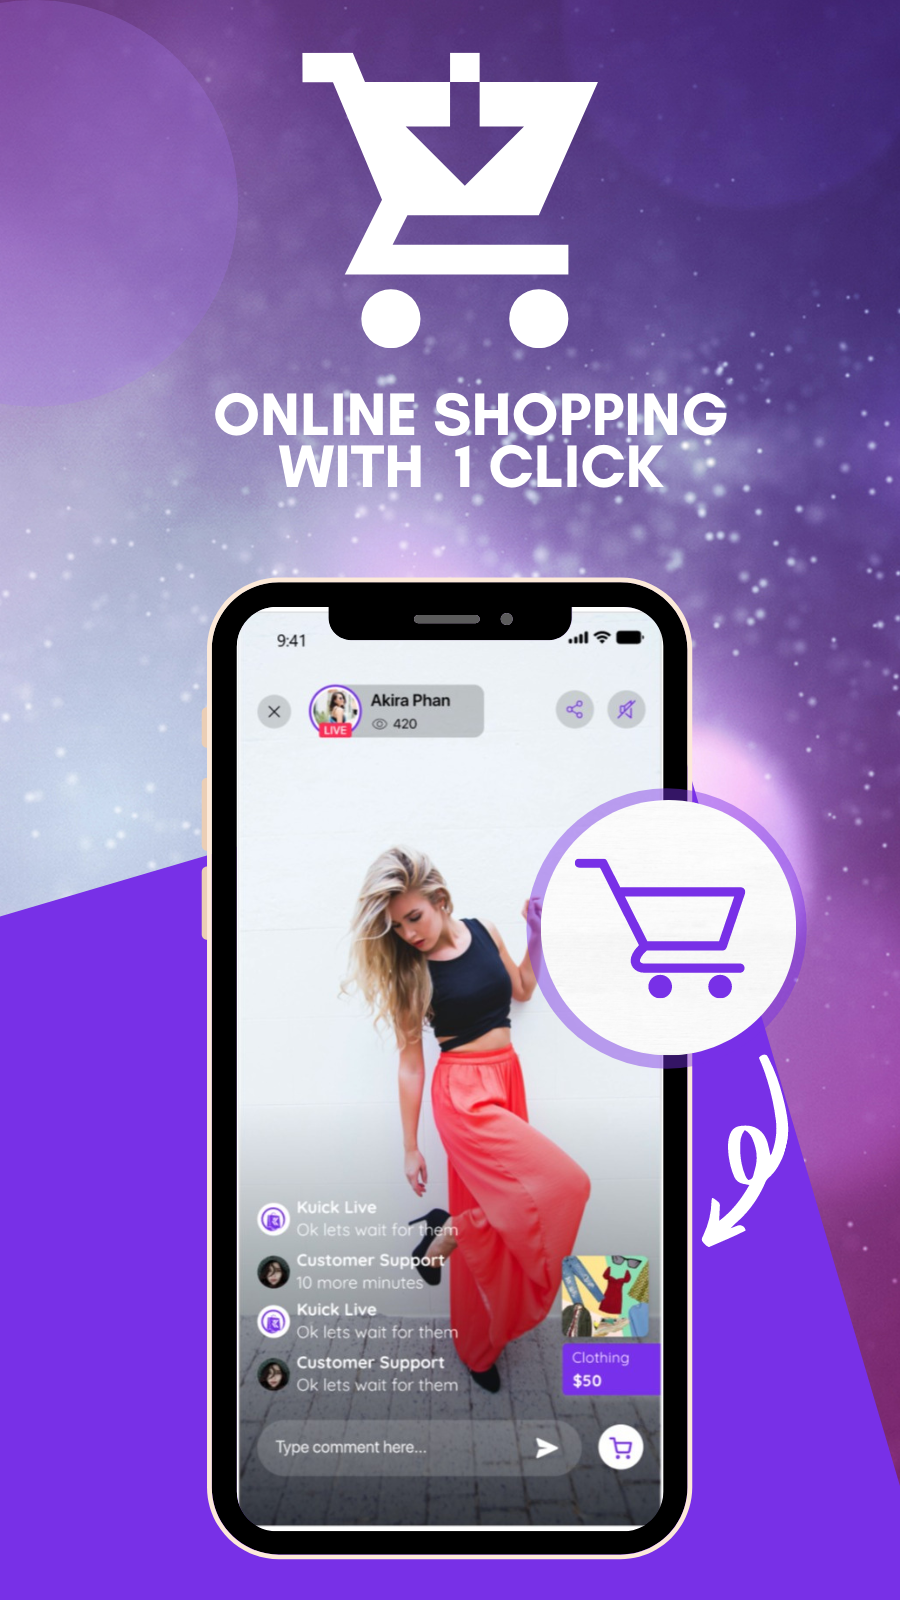 ONLINE SHOPPING
WITH 1 CLICK
9:41
Akira Phan
420
LIVE
Kuick Live
Ok lets wait for them
Customer Support
10 more minutes
Kuick Live
Ok lets wait for them
Customer Support
Ok lets wait for them
Clothing
$50
Type comment here...